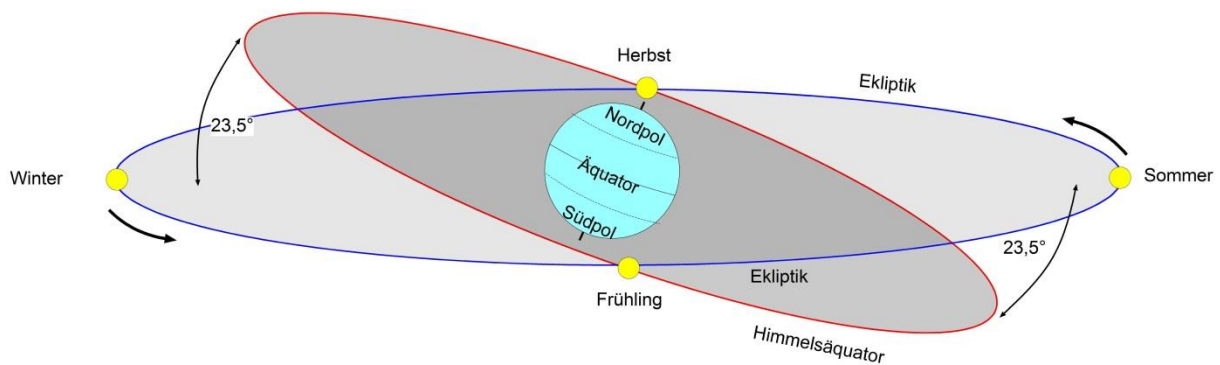 Herbst
Ekliptik
Nordpol
23,5°
Winter
Äquator
Sommer
Südpol
23,5°
Ekliptik
Frühling
Himmelsäquator